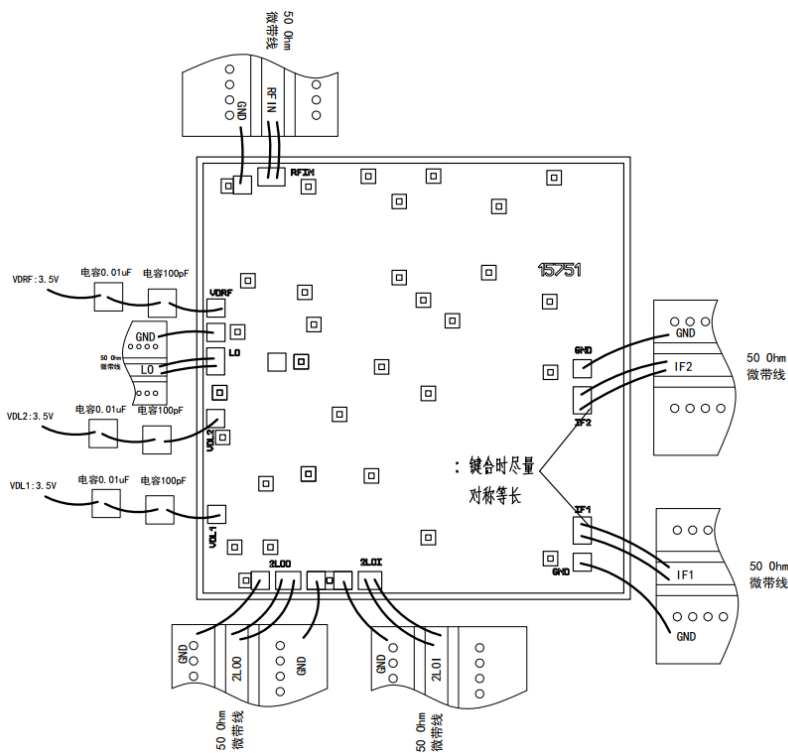 50 Ohm
微带线
GND
RFIN
RFIN
15751
电容0.01uF
电容100pF
VDRF:3.5V
VDRF
GND
50 Ohm
微带线
LO
LO
GND
GND
IF2
50 Ohm
微带线
IF2
电容0.01uF
电容100pF
VDL2:3.5V
VDL2
：键合时尽量
对称等长
电容0.01uF
电容100pF
VDL1:3.5V
VDL1
IF1
GND
IF1
50 Ohm
微带线
GND
2LOO
2LOI
GND
2LOO
GND
GND
2LOI
50 Ohm
微带线
50 Ohm
微带线